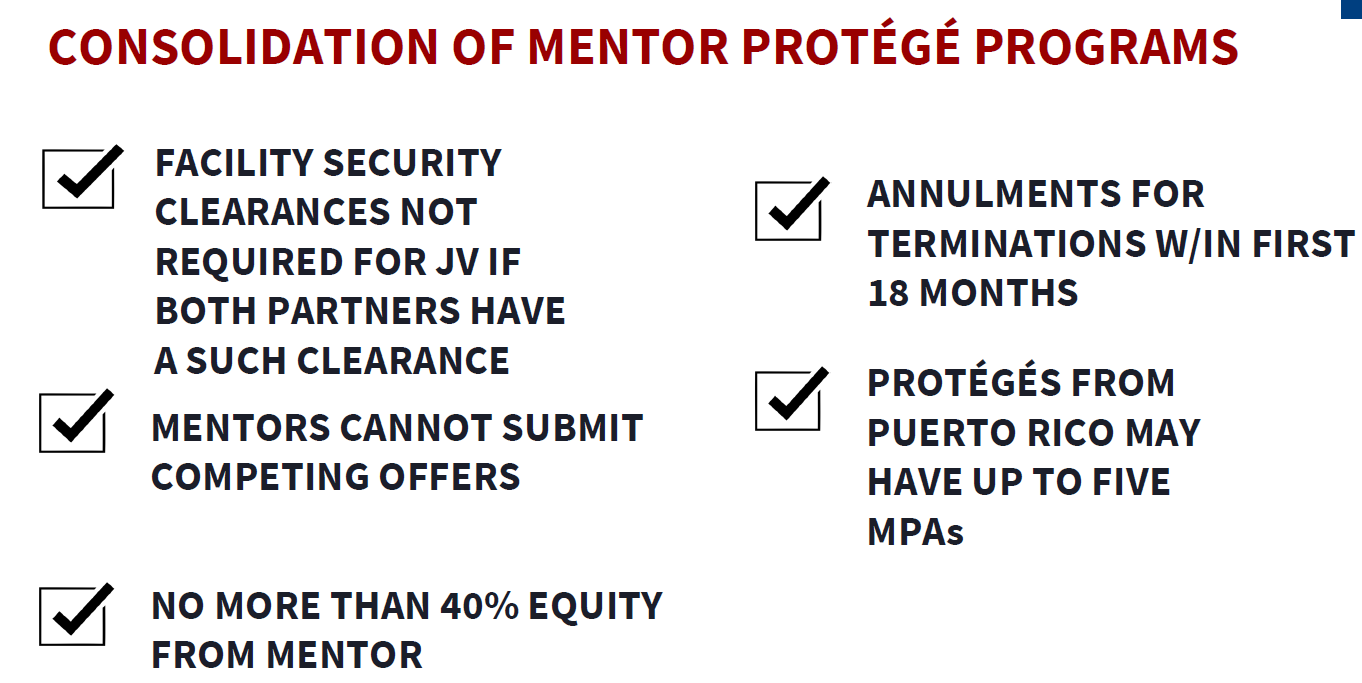 CONSOLIDATION OF MENTOR PROTÉGÉ PROGRAMS
FACILITY SECURITY
CLEARANCES NOT
REQUIRED FOR JV IF
BOTH PARTNERS HAVE
A SUCH CLEARANCE
MENTORS CANNOT SUBMIT
COMPETING OFFERS
NO MORE THAN 40% EQUITY
FROM MENTOR
ANNULMENTS FOR
TERMINATIONS W/IN FIRST
18 MONTHS
PROTÉGÉS FROM
PUERTO RICO MAY
HAVE UP TO FIVE
MPAs